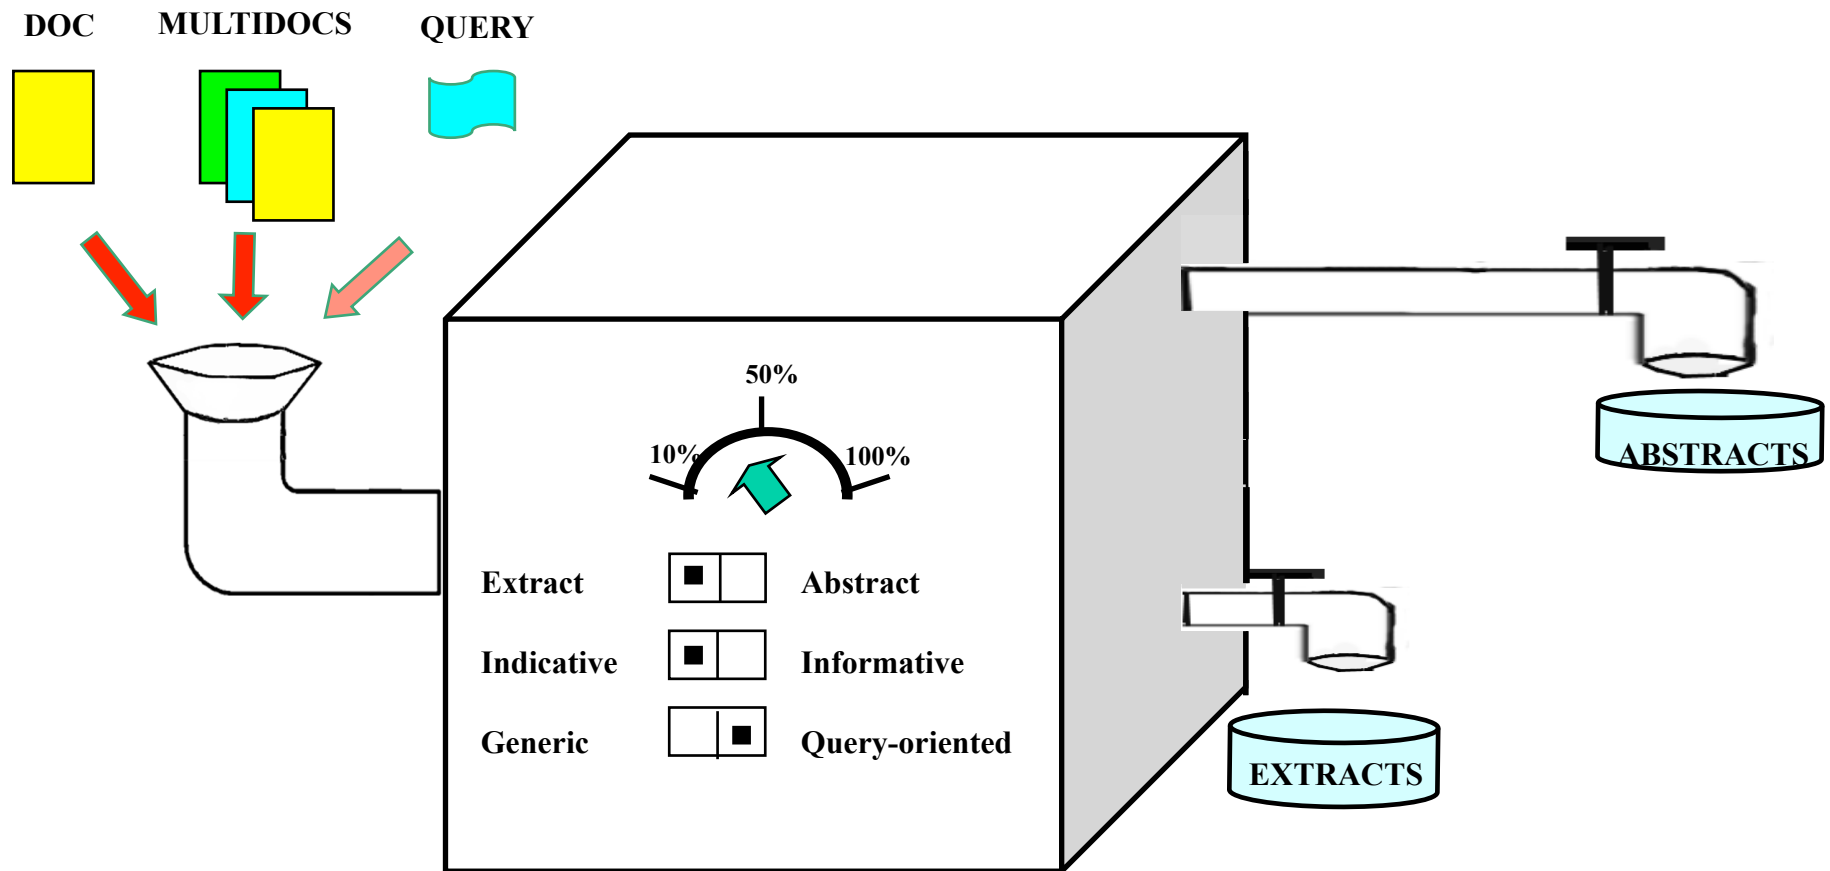 DOC MULTIDOCS QUERY
50%
10% 100%
ABSTRACTS
Extract Abstract
Indicative Informative
Generic Query-oriented
EXTRACTS